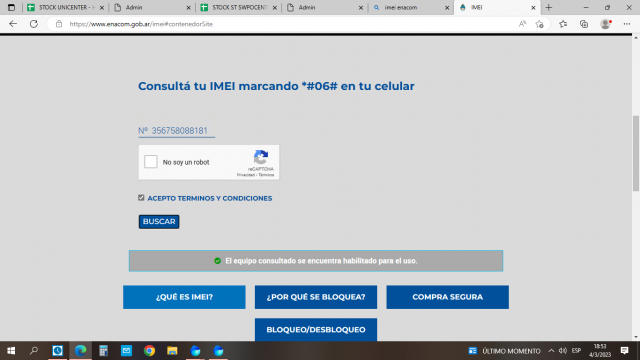 STOCK UNICENTER - H
Admin
STOCK ST SWPOCENT
Admin
imei enacom
IMEI
https://www.enacom.gob.ar/imei#contenedorSite
Consultá tu IMEI marcando *#06# en tu celular
Nº 356758088181
No soy un robot
reCAPTCHA
Privacidad - Términos
ACEPTO TERMINOS Y CONDICIONES
BUSCAR
El equipo consultado se encuentra habilitado para el uso.
¿QUÉ ES IMEI? ¿POR QUÉ SE BLOQUEA? COMPRA SEGURA
BLOQUEO/DESBLOQUEO
ÚLTIMO MOMENTO
ESP
18:53
4/3/2023